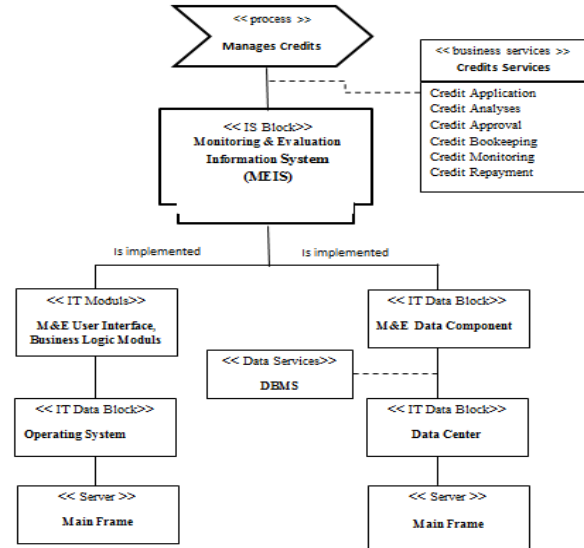 << process >>
Manages Credits
<< business services >>
Credits Services
Credit Application
Credit Analyses
Credit Approval
Credit Bookeeping
Credit Monitoring
Credit Repayment
<< IS Block>>
Monitoring & Evaluation
Information System
(MEIS)
Is implemented
Is implemented
<< IT Moduls>>
M&E User Interface,
Business Logic Moduls
<< IT Data Block>>
M&E Data Component
<< Data Services>>
DBMS
<< IT Data Block>>
Operating System
<< IT Data Block>>
Data Center
<< Server >>
Main Frame
<< Server >>
Main Frame